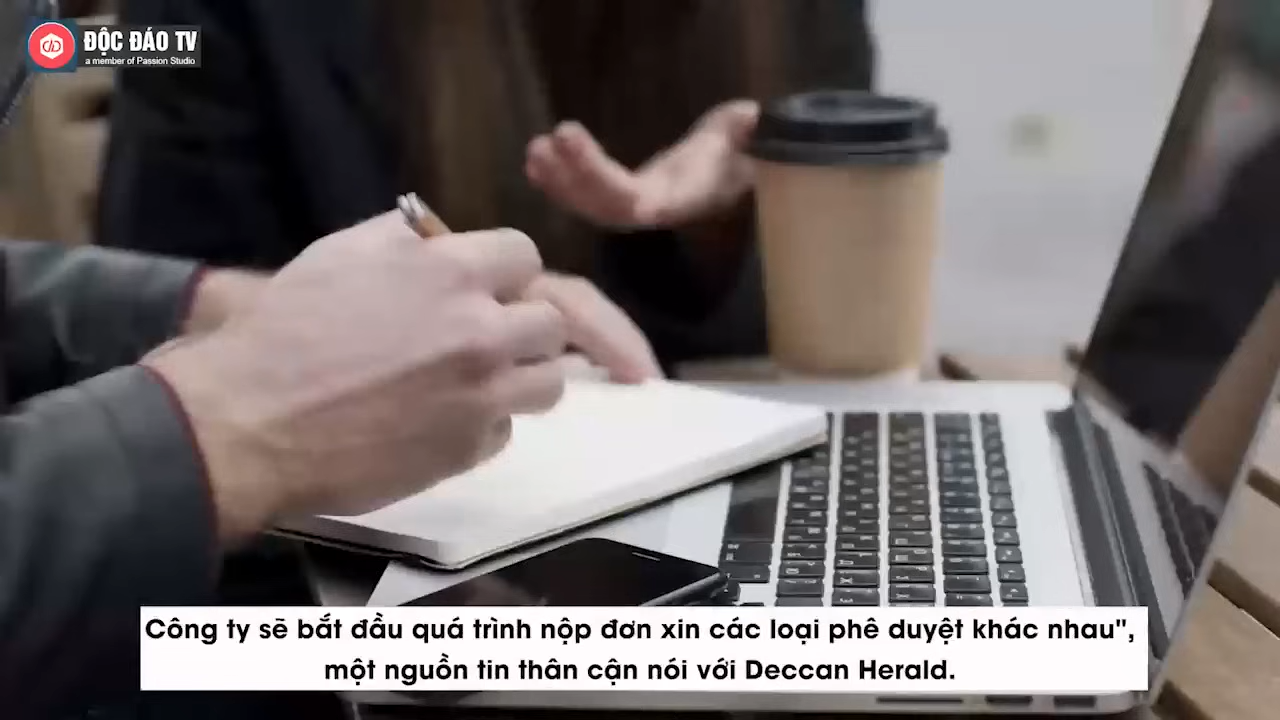 ĐỘC ĐÁO TV
a member of Passion Studio
Công ty sẽ bắt đầu quá trình nộp đơn xin các loại phê duyệt khác nhau",
một nguồn tin thân cận nói với Deccan Herald.